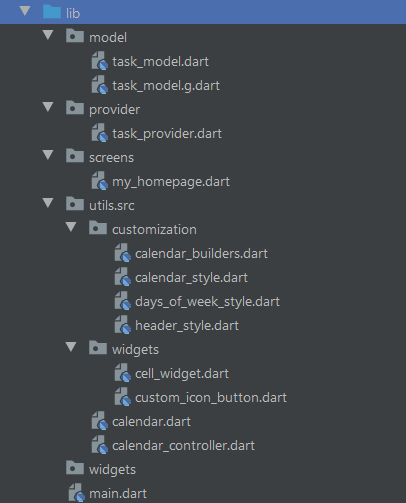 lib
model
task_model.dart
task_model.g.dart
provider
task_provider.dart
screens
my_homepage.dart
utils.src
customization
calendar_builders.dart
calendar_style.dart
days_of_week_style.dart
header_style.dart
widgets
cell_widget.dart
custom_icon_button.dart
calendar.dart
calendar_controller.dart
widgets
main.dart